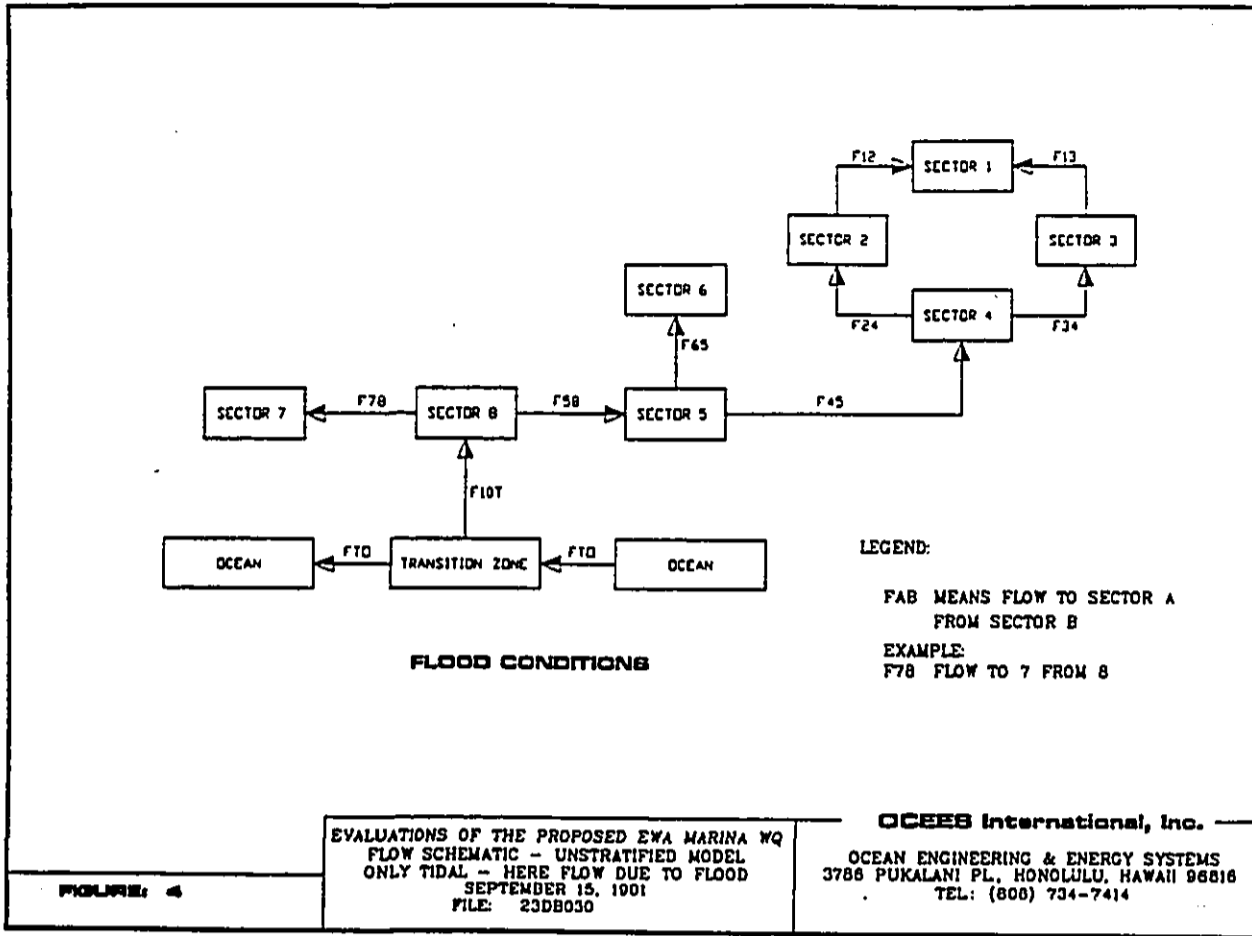 F12
SECTOR 1
F13
SECTOR 2
SECTOR 3
SECTOR 6
F24
SECTOR 4
F34
F65
SECTOR 7
F78
SECTOR 8
F58
SECTOR 5
F45
F10T
OCEAN
FTO
TRANSITION ZONE
FTO
OCEAN
LEGEND:
FAB MEANS FLOW TO SECTOR A
FROM SECTOR B
EXAMPLE:
F78 FLOW TO 7 FROM 8
FLOOD CONDITIONS
FIGURE: 4
EVALUATIONS OF THE PROPOSED EWA MARINA WQ
FLOW SCHEMATIC - UNSTRATIFIED MODEL
ONLY TIDAL - HERE FLOW DUE TO FLOOD
SEPTEMBER 15, 1901
FILE: 23DB030
OCEES International, Inc.
OCEAN ENGINEERING & ENERGY SYSTEMS
3786 PUKALANI PL., HONOLULU, HAWAII 96816
TEL: (808) 734-7414